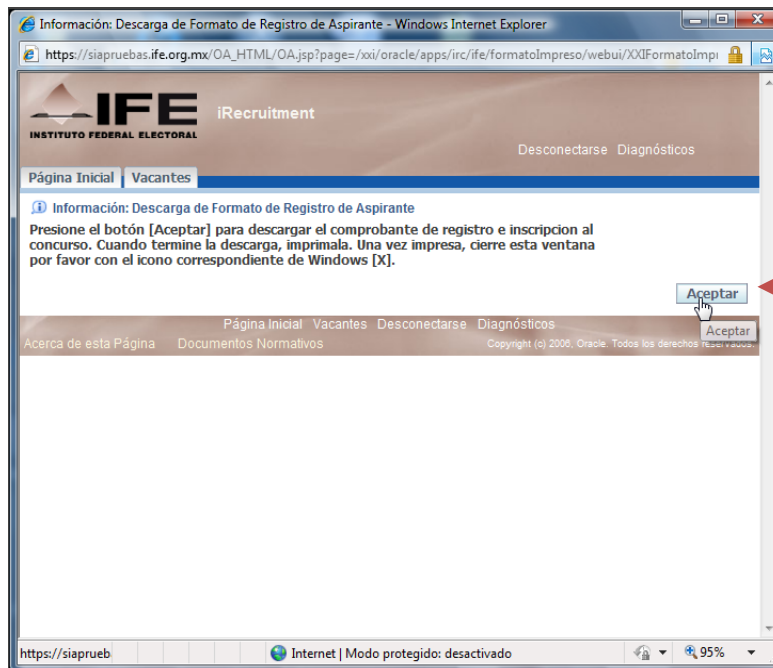 Información: Descarga de Formato de Registro de Aspirante - Windows Internet Explorer
https://siapruebas.ife.org.mx/OA_HTML/OA.jsp?page=/xxi/oracle/apps/irc/ife/formatoImpreso/webui/XXIFormatoImpr
IFE iRecruitment
INSTITUTO FEDERAL ELECTORAL
Desconectarse Diagnósticos
Página Inicial Vacantes
Información: Descarga de Formato de Registro de Aspirante
Presione el botón [Aceptar] para descargar el comprobante de registro e inscripcion al
concurso. Cuando termine la descarga, imprimala. Una vez impresa, cierre esta ventana
por favor con el icono correspondiente de Windows [X].
Aceptar
Página Inicial Vacantes Desconectarse Diagnósticos
Aceptar
Acerca de esta Página Documentos Normativos Copyright (c) 2006, Oracle. Todos los derechos reservados.
https://siaprueb Internet | Modo protegido: desactivado 95%